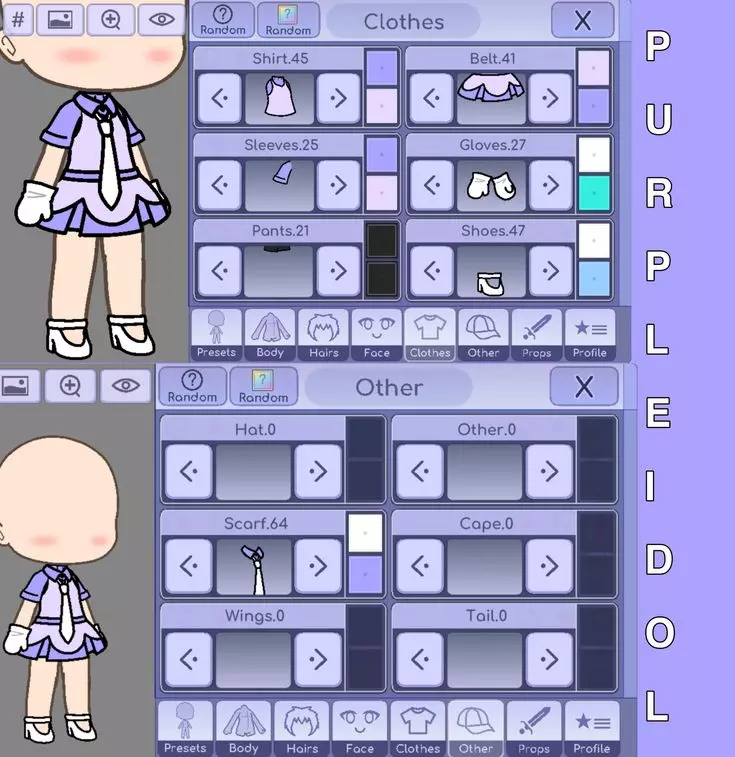 #
Random
Random
Clothes
X
Shirt.45
Belt.41
Sleeves.25
Gloves.27
Pants.21
Shoes.47
Presets
Body
Hairs
Face
Clothes
Other
Props
Profile
Random
Random
Other
X
Hat.0
Other.0
Scarf.64
Cape.0
Wings.0
Tail.0
Presets
Body
Hairs
Face
Clothes
Other
Props
Profile
P
U
R
P
L
E
I
D
O
L